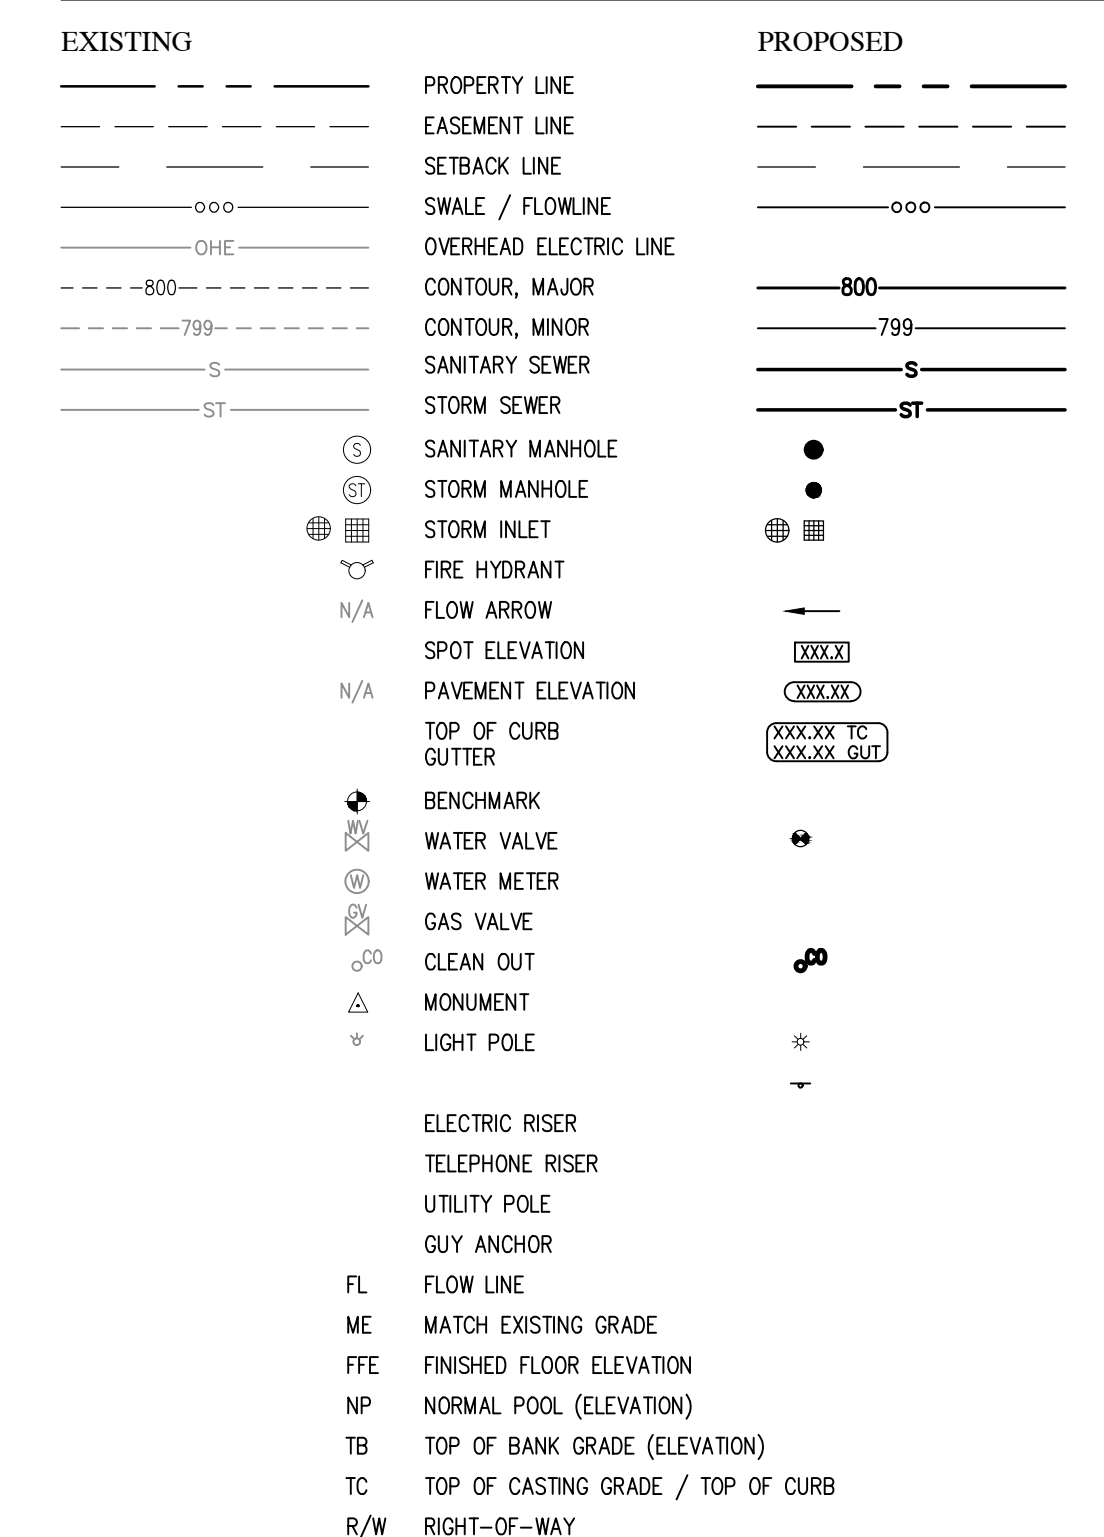 EXISTING PROPOSED
PROPERTY LINE
EASEMENT LINE
SETBACK LINE
SWALE / FLOWLINE
OHE OVERHEAD ELECTRIC LINE
800 CONTOUR, MAJOR 800
799 CONTOUR, MINOR 799
S SANITARY SEWER S
ST STORM SEWER ST
S SANITARY MANHOLE
ST STORM MANHOLE
STORM INLET
FIRE HYDRANT
N/A FLOW ARROW
SPOT ELEVATION XXX.X
N/A PAVEMENT ELEVATION XXX.XX
TOP OF CURB XXX.XX TC
GUTTER XXX.XX GUT
BENCHMARK
WV WATER VALVE
W WATER METER
GV GAS VALVE
CO CLEAN OUT CO
MONUMENT
LIGHT POLE
ELECTRIC RISER
TELEPHONE RISER
UTILITY POLE
GUY ANCHOR
FL FLOW LINE
ME MATCH EXISTING GRADE
FFE FINISHED FLOOR ELEVATION
NP NORMAL POOL (ELEVATION)
TB TOP OF BANK GRADE (ELEVATION)
TC TOP OF CASTING GRADE / TOP OF CURB
R/W RIGHT-OF-WAY